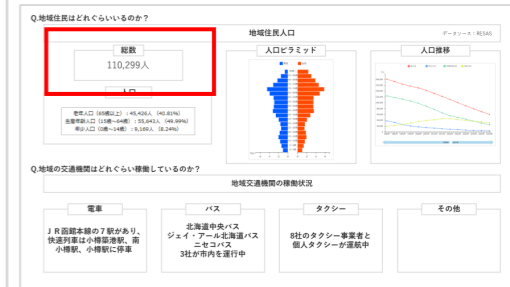 Q.地域住民はどれぐらいいるのか？
地域住民人口
データソース：RESAS
総数
110,299人
人口
老年人口（65歳以上）：45,426人（40.81%）
生産年齢人口（15歳～64歳）：55,643人（49.99%）
年少人口（0歳～14歳）：9,169人（8.24%）
人口ピラミッド
人口推移
Q.地域の交通機関はどれぐらい稼働しているのか？
地域交通機関の稼働状況
電車
ＪＲ函館本線の７駅があり、
快速列車は小樽築港駅、南
小樽駅、小樽駅に停車
バス
北海道中央バス
ジェイ・アール北海道バス
ニセコバス
3社が市内を運行中
タクシー
8社のタクシー事業者と
個人タクシーが運航中
その他